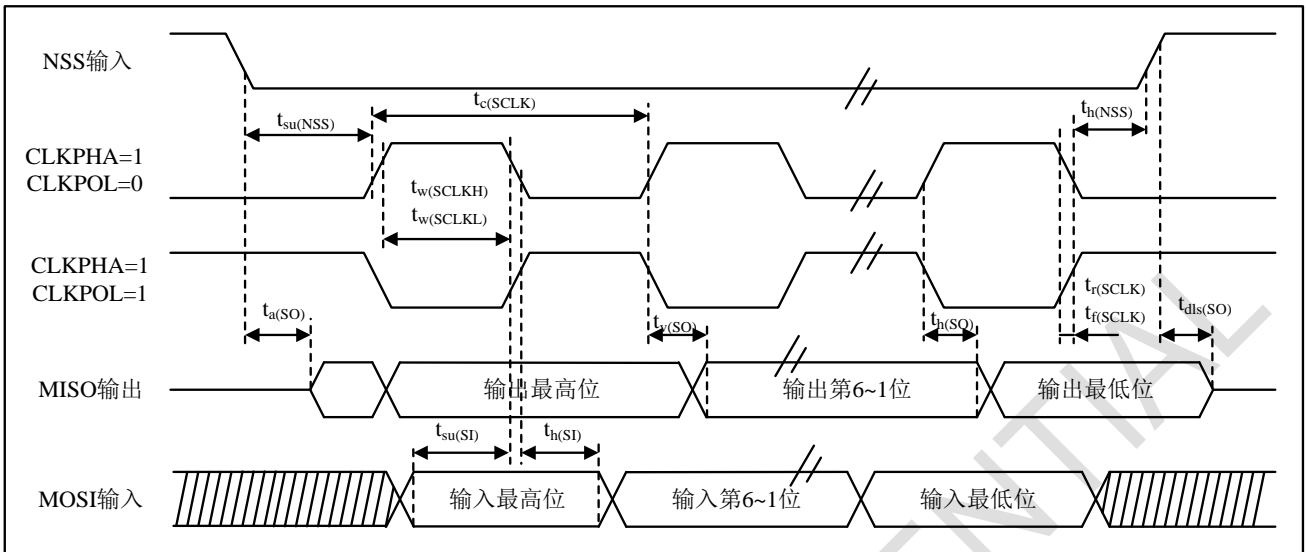 NSS输入
tc(SCLK)
tsu(NSS)
th(NSS)
CLKPHA=1
CLKPOL=0
tw(SCLKH)
tw(SCLKL)
CLKPHA=1
CLKPOL=1
ta(SO)
tv(SO)
th(SO)
tr(SCLK)
tf(SCLK)
tdls(SO)
MISO输出
输出最高位
输出第6~1位
输出最低位
tsu(SI)
th(SI)
MOSI输入
输入最高位
输入第6~1位
输入最低位